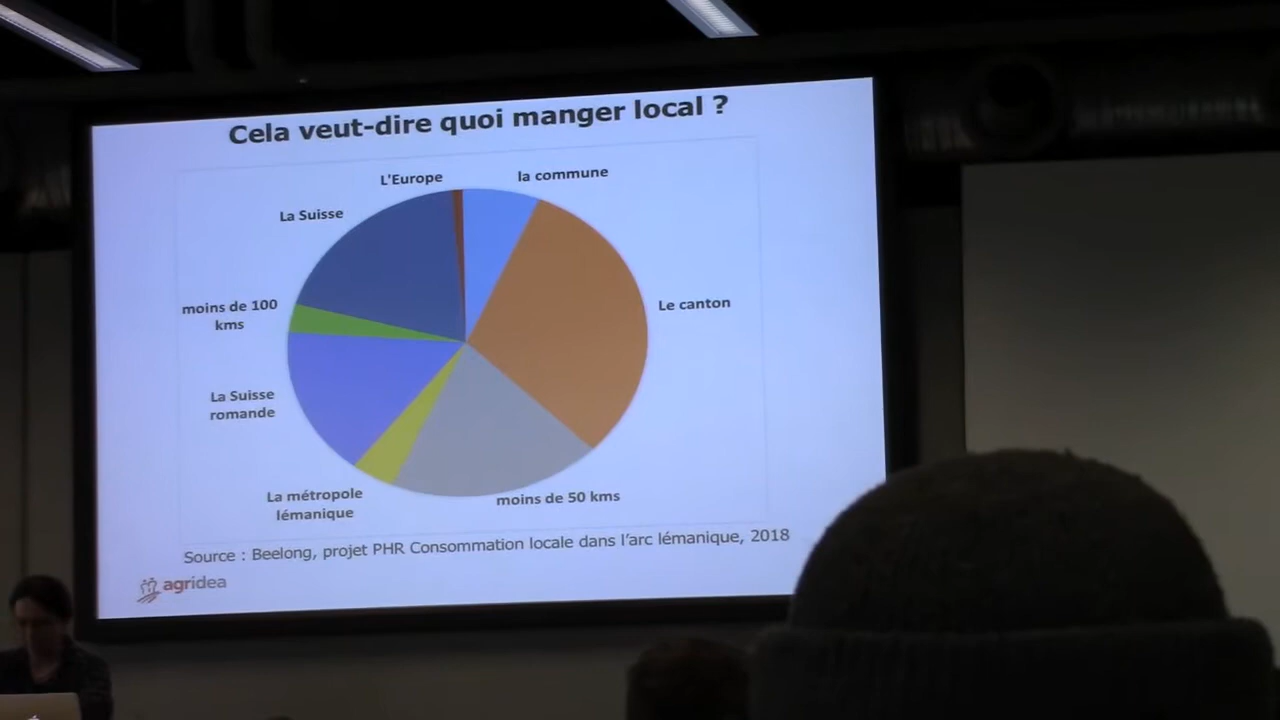 Cela veut-dire quoi manger local ?
L'Europe
la commune
La Suisse
Le canton
moins de 100
kms
La Suisse
romande
La métropole
lémanique
moins de 50 kms
Source : Beelong, projet PHR Consommation locale dans l'arc lémanique, 2018
agridea